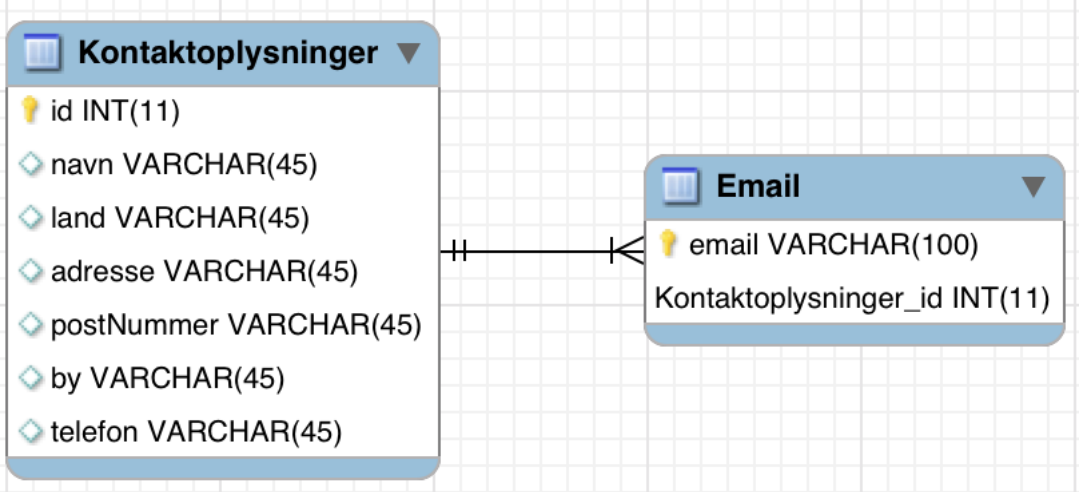 Kontaktoplysninger
id INT(11)
navn VARCHAR(45)
land VARCHAR(45)
adresse VARCHAR(45)
postNummer VARCHAR(45)
by VARCHAR(45)
telefon VARCHAR(45)
Email
email VARCHAR(100)
Kontaktoplysninger_id INT(11)